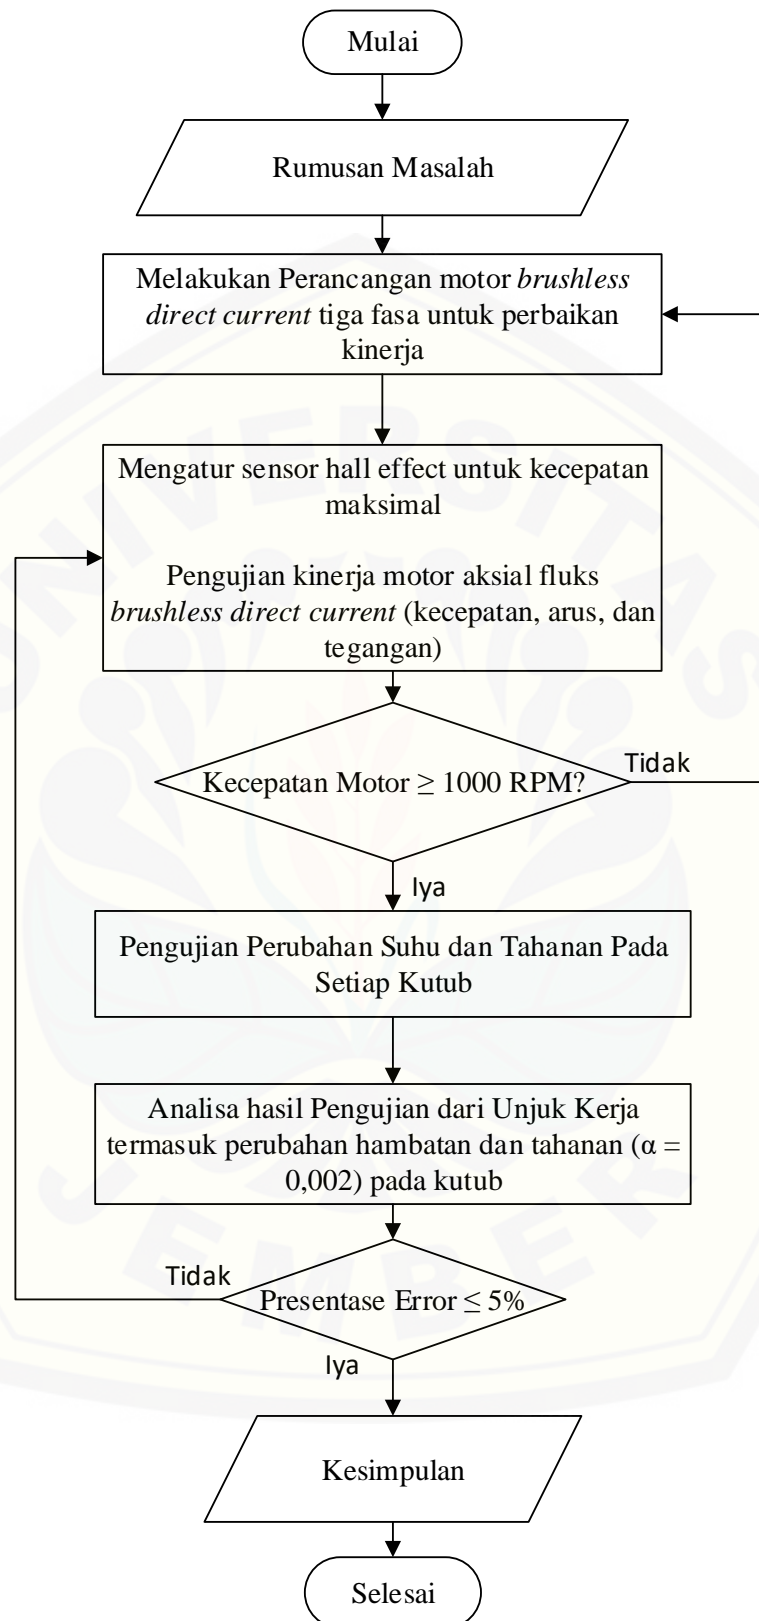 Mulai
Rumusan Masalah
Melakukan Perancangan motor brushless
direct current tiga fasa untuk perbaikan
kinerja
Mengatur sensor hall effect untuk kecepatan
maksimal
Pengujian kinerja motor aksial fluks
brushless direct current (kecepatan, arus, dan
tegangan)
Kecepatan Motor ≥ 1000 RPM?
Tidak
Iya
Pengujian Perubahan Suhu dan Tahanan Pada
Setiap Kutub
Analisa hasil Pengujian dari Unjuk Kerja
termasuk perubahan hambatan dan tahanan (α =
0,002) pada kutub
Tidak
Presentase Error ≤ 5%
Iya
Kesimpulan
Selesai
UNIVERSITAS
JEMBER